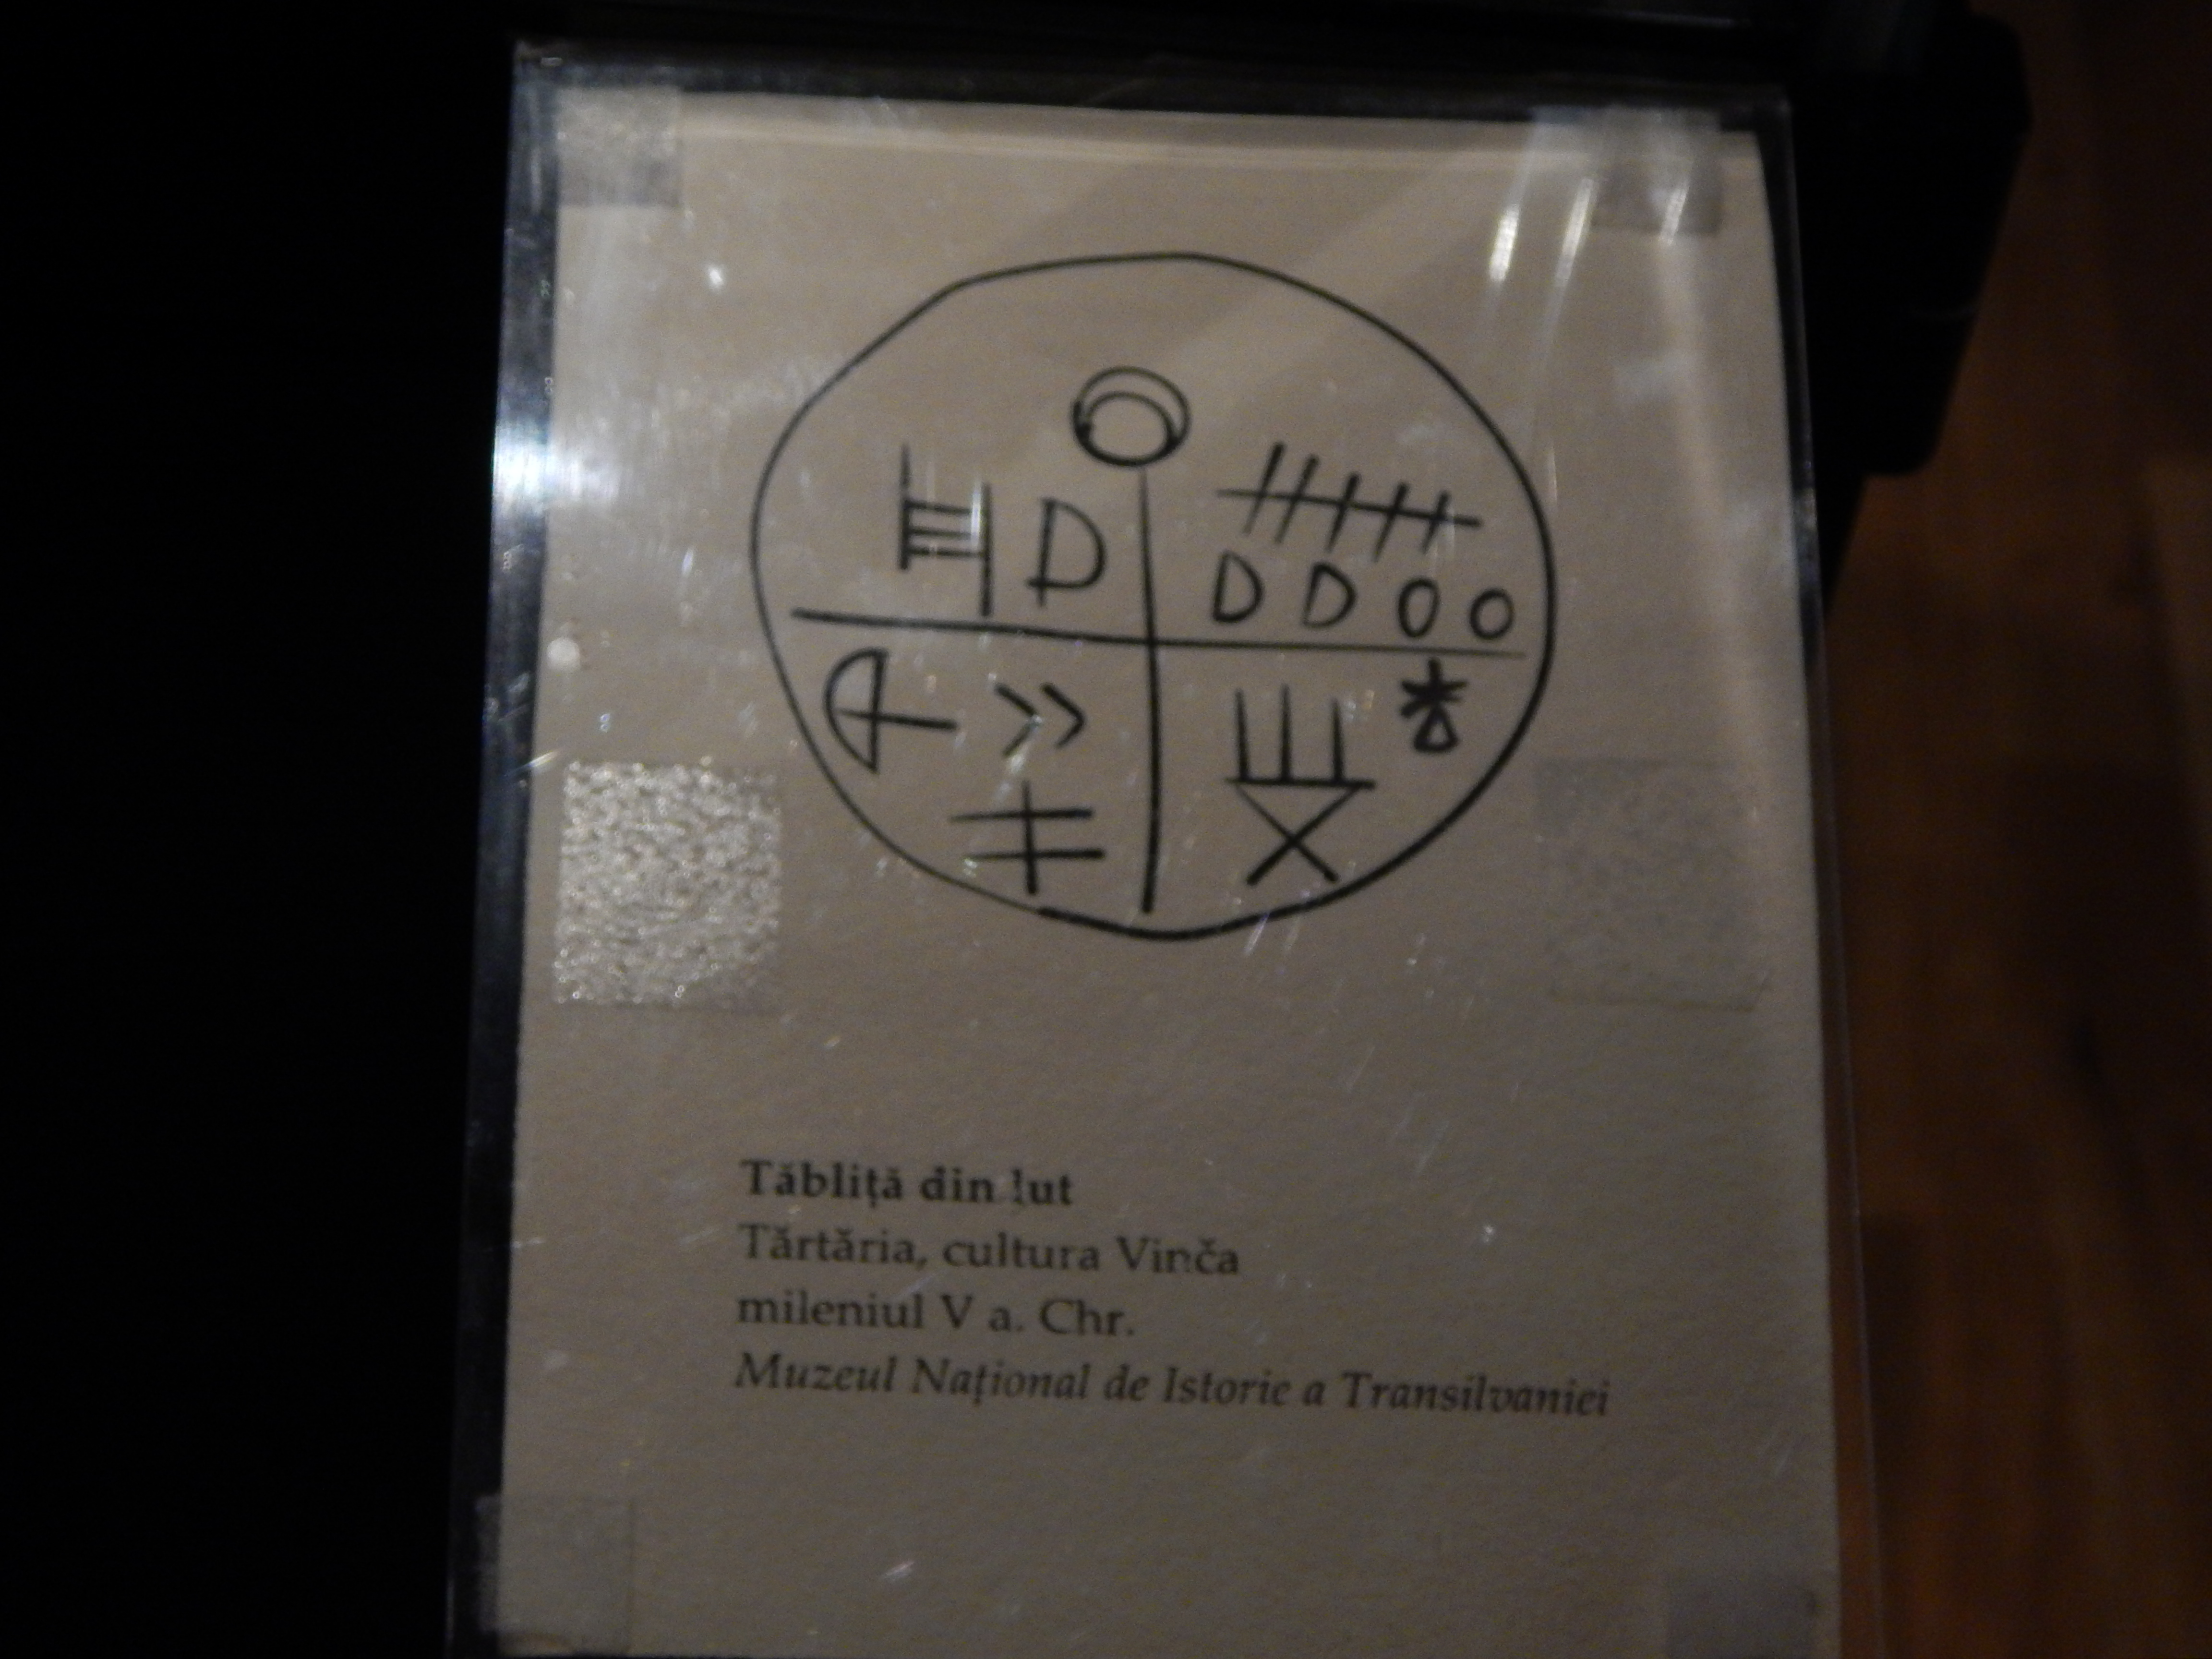 Tăbliță din lut
Tărtăria, cultura Vinča
mileniul V a. Chr.
Muzeul Național de Istorie a Transilvaniei